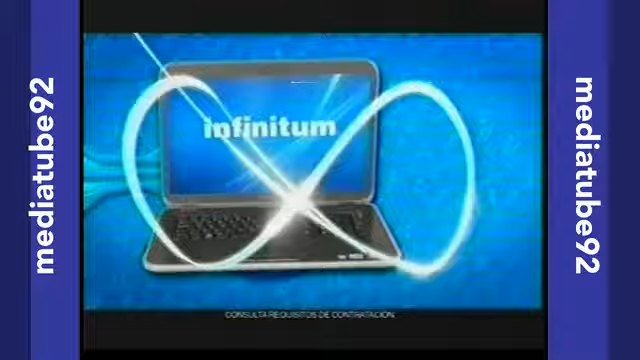 mediatube92
infinitum
mediatube92
CONSULTA REQUISITOS DE CONTRATACIÓN